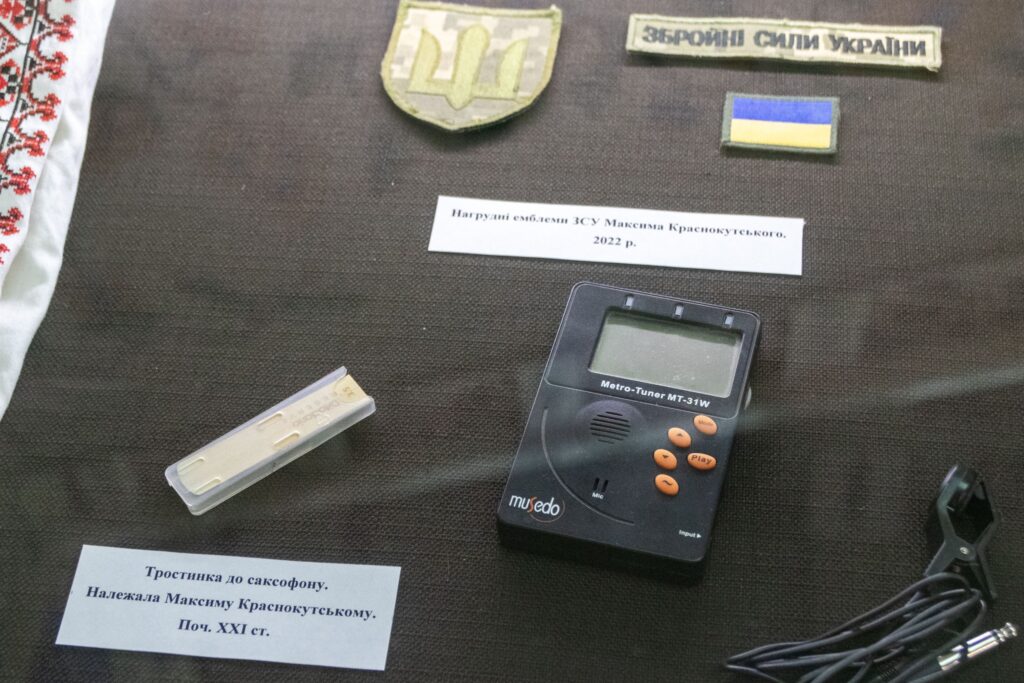 ЗБРОЙНІ СИЛИ УКРАЇНИ
Нагрудні емблеми ЗСУ Максима Краснокутського.
2022 р.
Metro-Tuner MT-31W
Play
Mic
musedo
Input
Тростинка до саксофону.
Належала Максиму Краснокутському.
Поч. ХХІ ст.